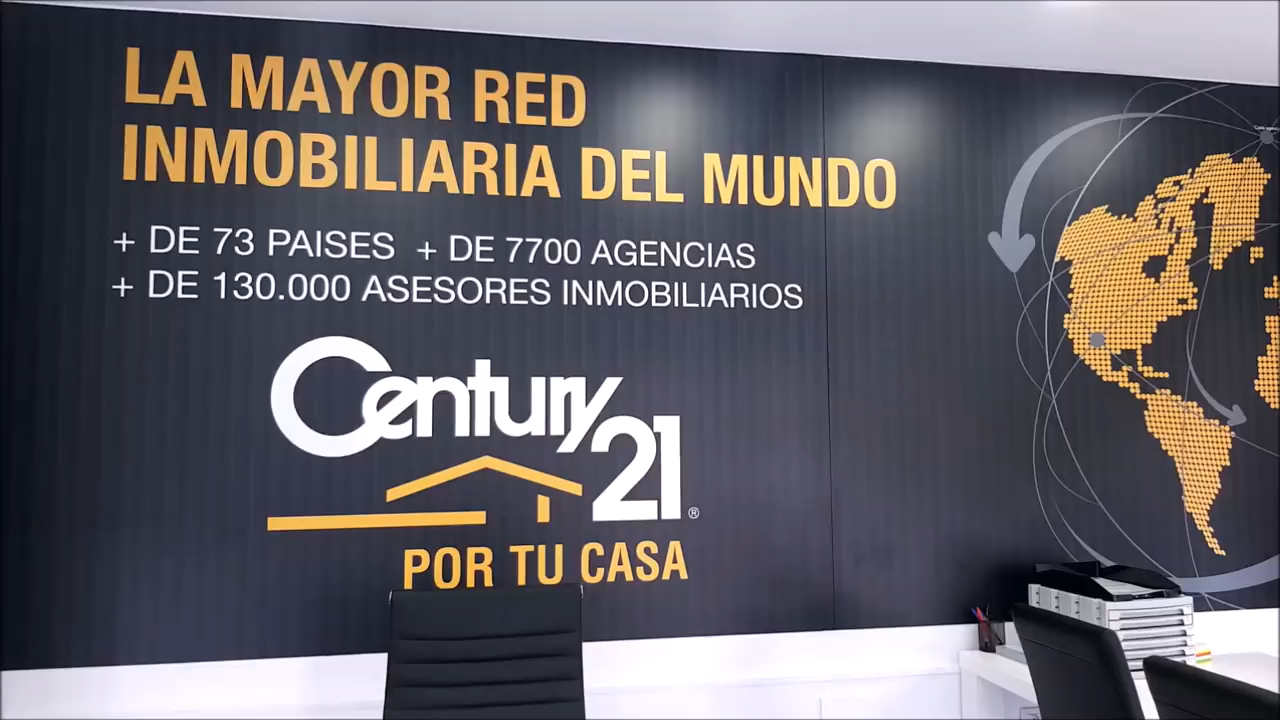 LA MAYOR RED
INMOBILIARIA DEL MUNDO
+ DE 73 PAISES + DE 7700 AGENCIAS
+ DE 130.000 ASESORES INMOBILIARIOS
Century
21®
POR TU CASA